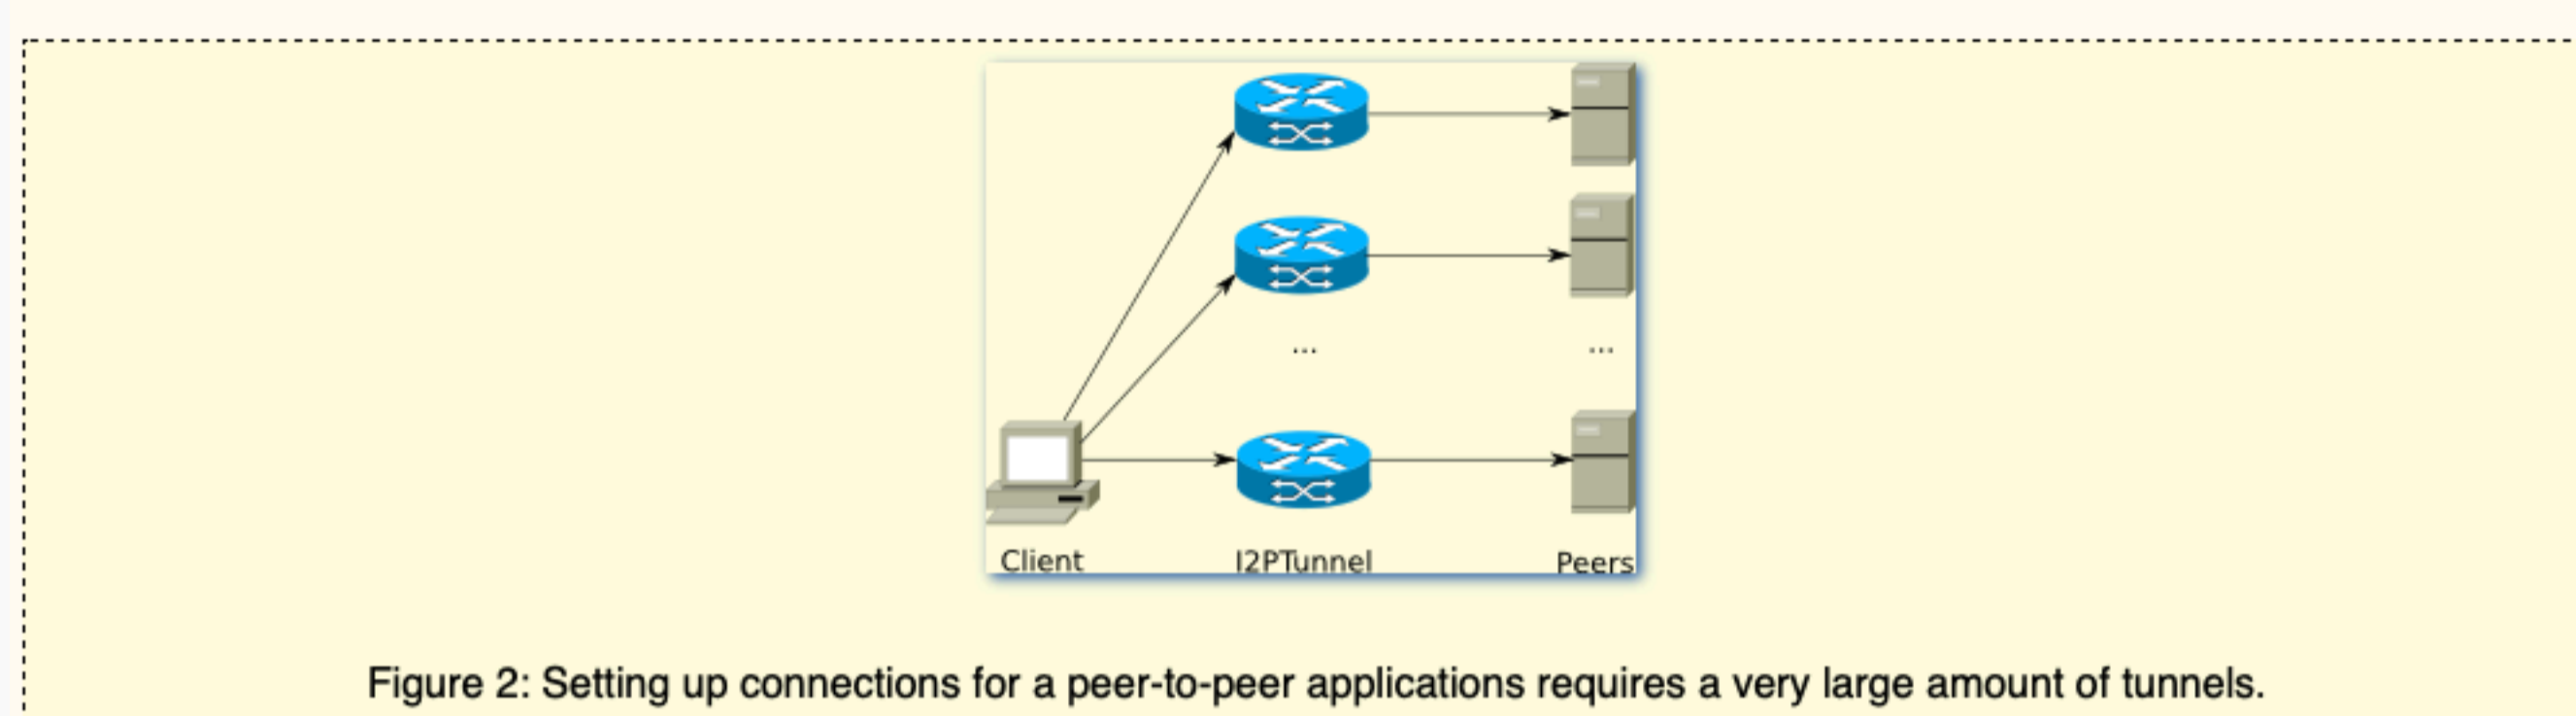 ...
...
Client
I2PTunnel
Peers
Figure 2: Setting up connections for a peer-to-peer applications requires a very large amount of tunnels.